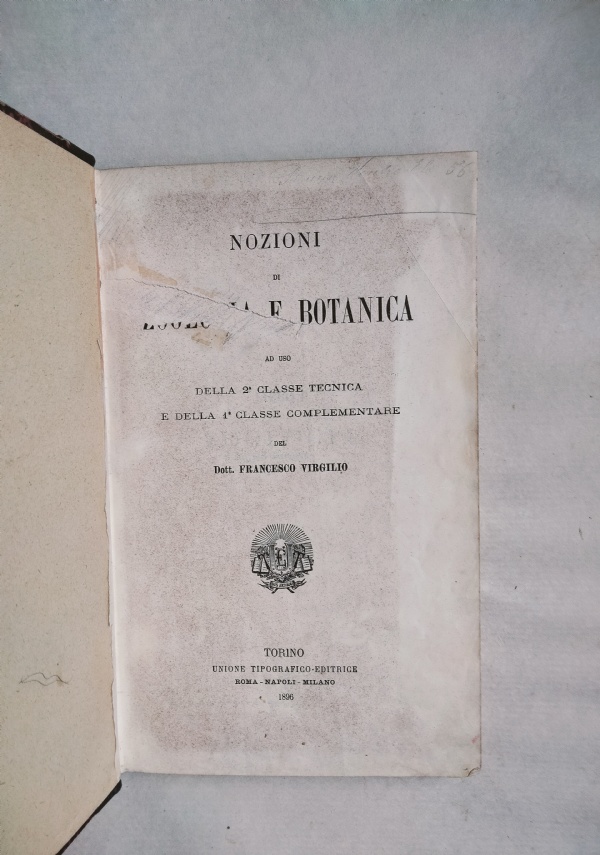 NOZIONI
DI
E BOTANICA
AD USO
DELLA 2ª CLASSE TECNICA
E DELLA 1ª CLASSE COMPLEMENTARE
DEL
Dott. FRANCESCO VIRGILIO
TORINO
UNIONE TIPOGRAFICO-EDITRICE
ROMA - NAPOLI - MILANO
1896